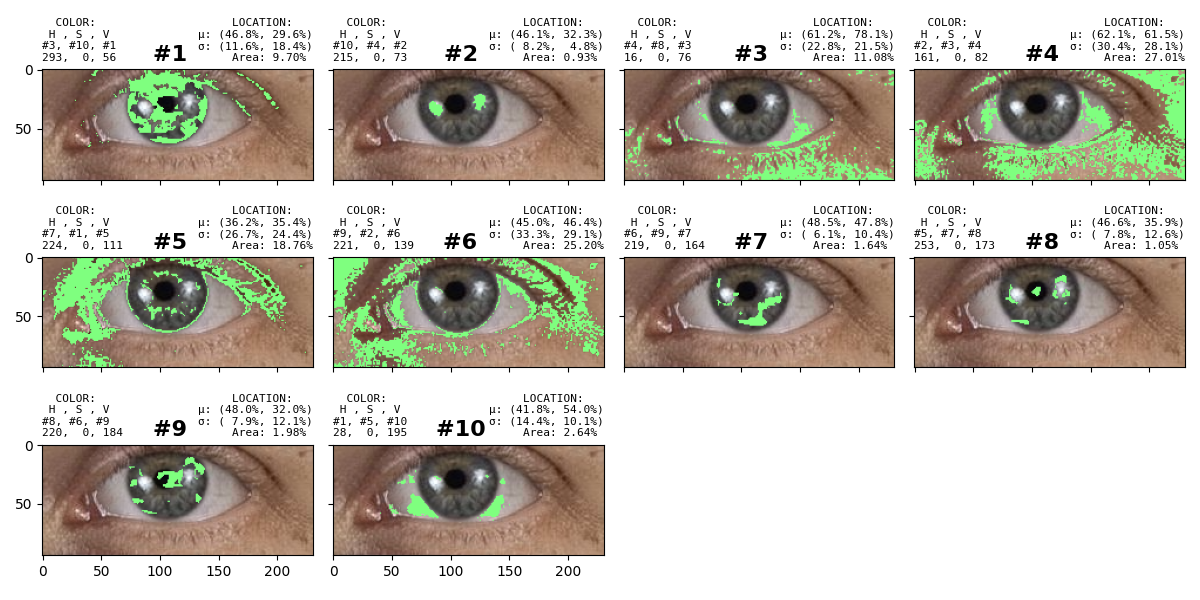 COLOR: LOCATION: COLOR: LOCATION: COLOR: LOCATION: COLOR: LOCATION:
H , S , V μ: (46.8%, 29.6%) H , S , V μ: (46.1%, 32.3%) H , S , V μ: (61.2%, 78.1%) H , S , V μ: (62.1%, 61.5%)
#3, #10, #1 #1 σ: (11.6%, 18.4%) #10, #4, #2 #2 σ: ( 8.2%, 4.8%) #4, #8, #3 #3 σ: (22.8%, 21.5%) #2, #3, #4 #4 σ: (30.4%, 28.1%)
293, 0, 56 Area: 9.70% 215, 0, 73 Area: 0.93% 16, 0, 76 Area: 11.08% 161, 0, 82 Area: 27.01%
0
50
COLOR: LOCATION: COLOR: LOCATION: COLOR: LOCATION: COLOR: LOCATION:
H , S , V μ: (36.2%, 35.4%) H , S , V μ: (45.0%, 46.4%) H , S , V μ: (48.5%, 47.8%) H , S , V μ: (46.6%, 35.9%)
#7, #1, #5 #5 σ: (26.7%, 24.4%) #9, #2, #6 #6 σ: (33.3%, 29.1%) #6, #9, #7 #7 σ: ( 6.1%, 10.4%) #5, #7, #8 #8 σ: ( 7.8%, 12.6%)
224, 0, 111 Area: 18.76% 221, 0, 139 Area: 25.20% 219, 0, 164 Area: 1.64% 253, 0, 173 Area: 1.05%
0
50
COLOR: LOCATION: COLOR: LOCATION:
H , S , V μ: (48.0%, 32.0%) H , S , V μ: (41.8%, 54.0%)
#8, #6, #9 #9 σ: ( 7.9%, 12.1%) #1, #5, #10 #10 σ: (14.4%, 10.1%)
220, 0, 184 Area: 1.98% 28, 0, 195 Area: 2.64%
0
50
0 50 100 150 200 0 50 100 150 200